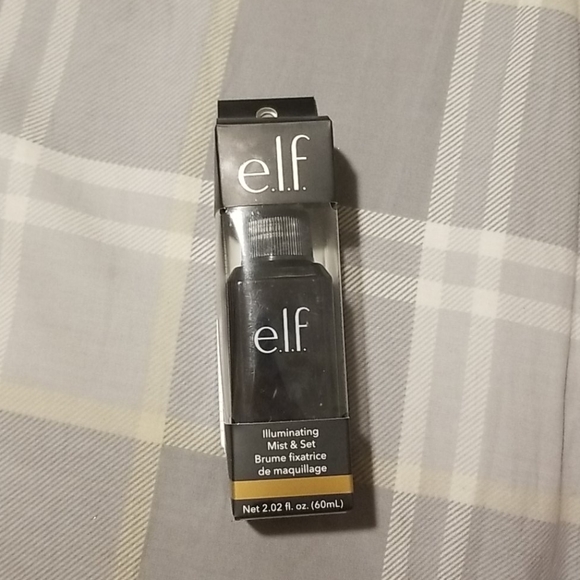 e.l.f.
e.l.f.
Illuminating
Mist & Set
Brume fixatrice
de maquillage
Net 2.02 fl. oz. (60mL)